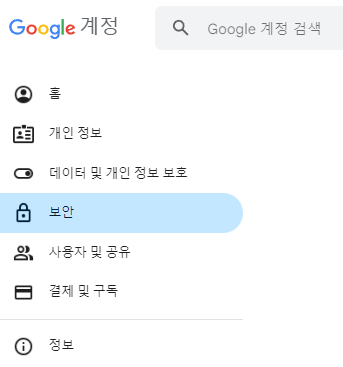 Google 계정
Google 계정 검색
홈
개인 정보
데이터 및 개인 정보 보호
보안
사용자 및 공유
결제 및 구독
정보